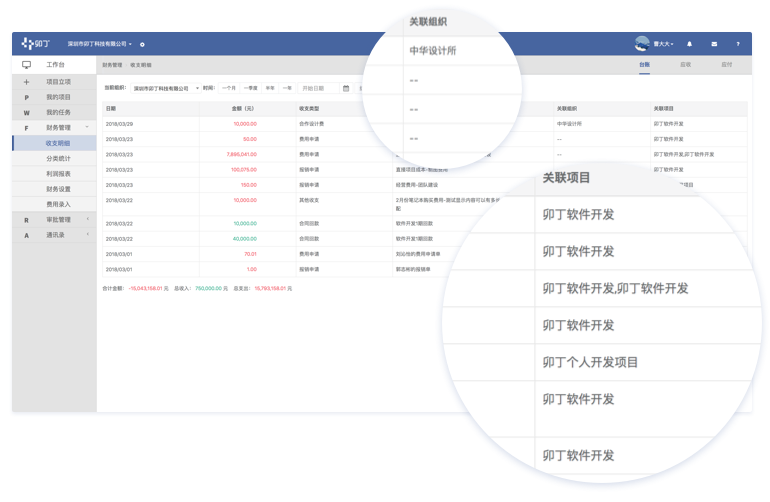 关联组织
卯丁 深圳市卯丁科技有限公司 曹大大 ?
中华设计所
工作台 财务管理 收支明细 台账 应收 应付
--
+ 项目立项 当前组织: 深圳市卯丁科技有限公司 时间: 一个月 一季度 半年 一年 开始日期
P 我的项目
W 我的任务 日期 金额（元） 收支类型 -- 关联组织 关联项目
F 财务管理 2018/03/29 10,000.00 合作设计费 中华设计所 卯丁软件开发
收支明细 2018/03/23 60.00 费用申请 -- -- 卯丁软件开发
分类统计 2018/03/23 7,895,041.00 费用申请 -- 卯丁软件开发,卯丁软件开发
利润报表 2018/03/23 100,075.00 报销申请 直接项目成本 卯丁软件开发
财务设置 2018/03/23 150.00 报销申请 经营费用-团队建设
费用录入 2018/03/22 10,000.00 其他收支 2月份笔记本购买费用-测试显示内容可以有多
配
R 审批管理 2018/03/22 10,000.00 合同回款 软件开发1期回款
A 通讯录 2018/03/22 40,000.00 合同回款 软件开发1期回款
2018/03/01 70.01 费用申请 的费用申请单
2018/03/01 1.00 报销申请 的报销单
合计金额: -15,043,158.01 元 总收入: 750,000.00 元 总支出: 15,793,158.01 元
关联项目
卯丁软件开发
卯丁软件开发
卯丁软件开发,卯丁软件开发
卯丁软件开发
卯丁个人开发项目
卯丁软件开发
卯丁软件开发